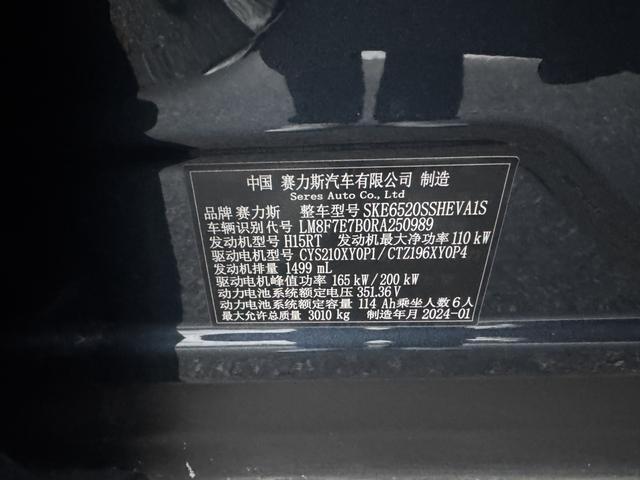 中国 赛力斯汽车有限公司 制造
Seres Auto Co., Ltd
品牌 赛力斯 整车型号 SKE6520SSHEVA1S
车辆识别代号 LM8F7E7B0RA250989
发动机型号 H15RT 发动机最大净功率 110 kW
驱动电机型号 CYS210XY0P1/CTZ196XY0P4
发动机排量 1499 mL
驱动电机峰值功率 165 kW/200 kW
动力电池系统额定电压 351.36 V
动力电池系统额定容量 114 Ah 乘坐人数 6人
最大允许总质量 3010 kg 制造年月 2024-01